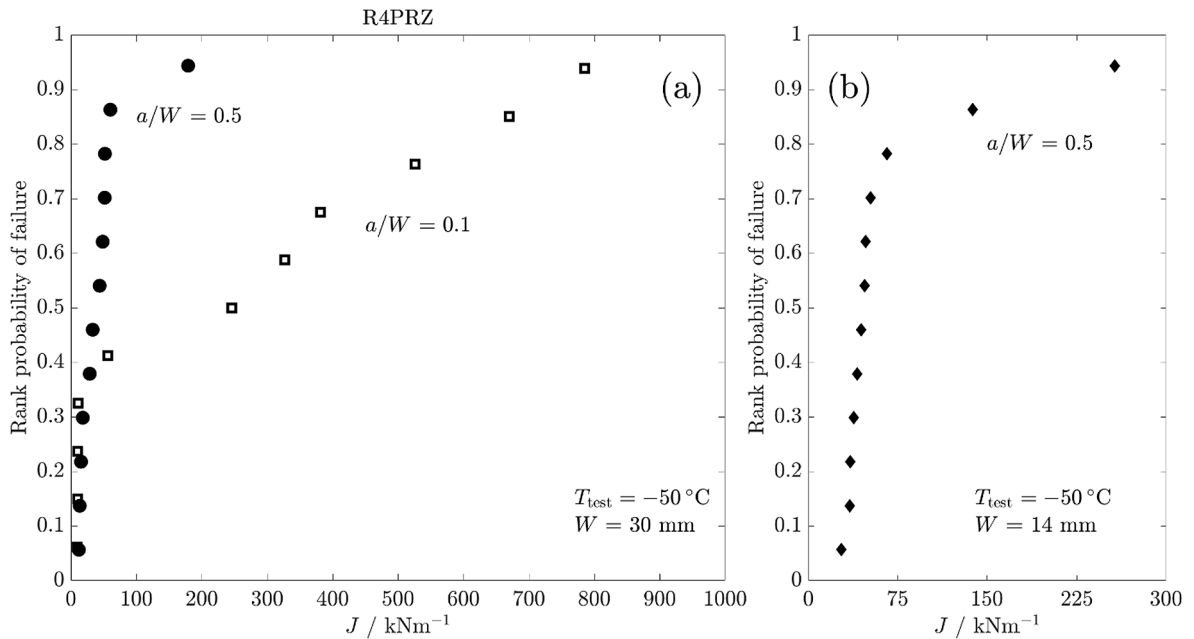 R4PRZ
1
0.9
0.8
0.7
0.6
0.5
0.4
0.3
0.2
0.1
0
Rank probability of failure
(a)
a/W = 0.5
a/W = 0.1
T_test = −50 °C
W = 30 mm
0 100 200 300 400 500 600 700 800 900 1000
J / kNm⁻¹
1
0.9
0.8
0.7
0.6
0.5
0.4
0.3
0.2
0.1
0
Rank probability of failure
(b)
a/W = 0.5
T_test = −50 °C
W = 14 mm
0 75 150 225 300
J / kNm⁻¹